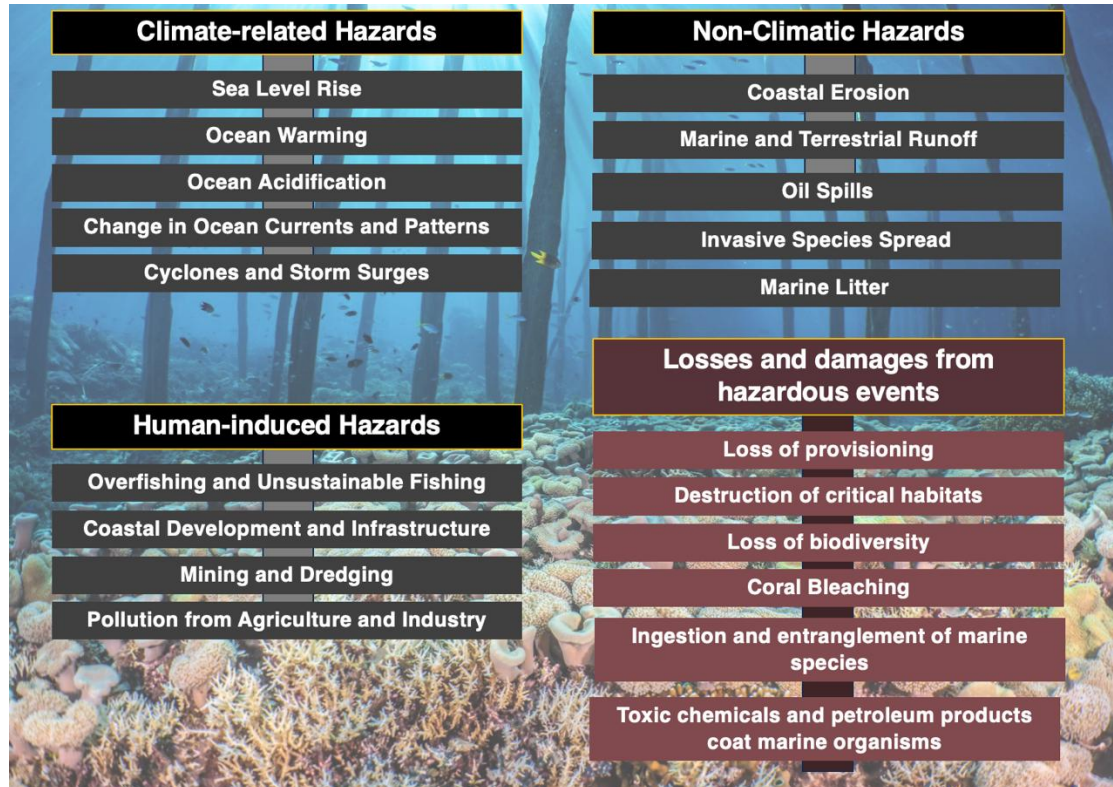 Climate-related Hazards
Sea Level Rise
Ocean Warming
Ocean Acidification
Change in Ocean Currents and Patterns
Cyclones and Storm Surges
Human-induced Hazards
Overfishing and Unsustainable Fishing
Coastal Development and Infrastructure
Mining and Dredging
Pollution from Agriculture and Industry
Non-Climatic Hazards
Coastal Erosion
Marine and Terrestrial Runoff
Oil Spills
Invasive Species Spread
Marine Litter
Losses and damages from
hazardous events
Loss of provisioning
Destruction of critical habitats
Loss of biodiversity
Coral Bleaching
Ingestion and entranglement of marine
species
Toxic chemicals and petroleum products
coat marine organisms